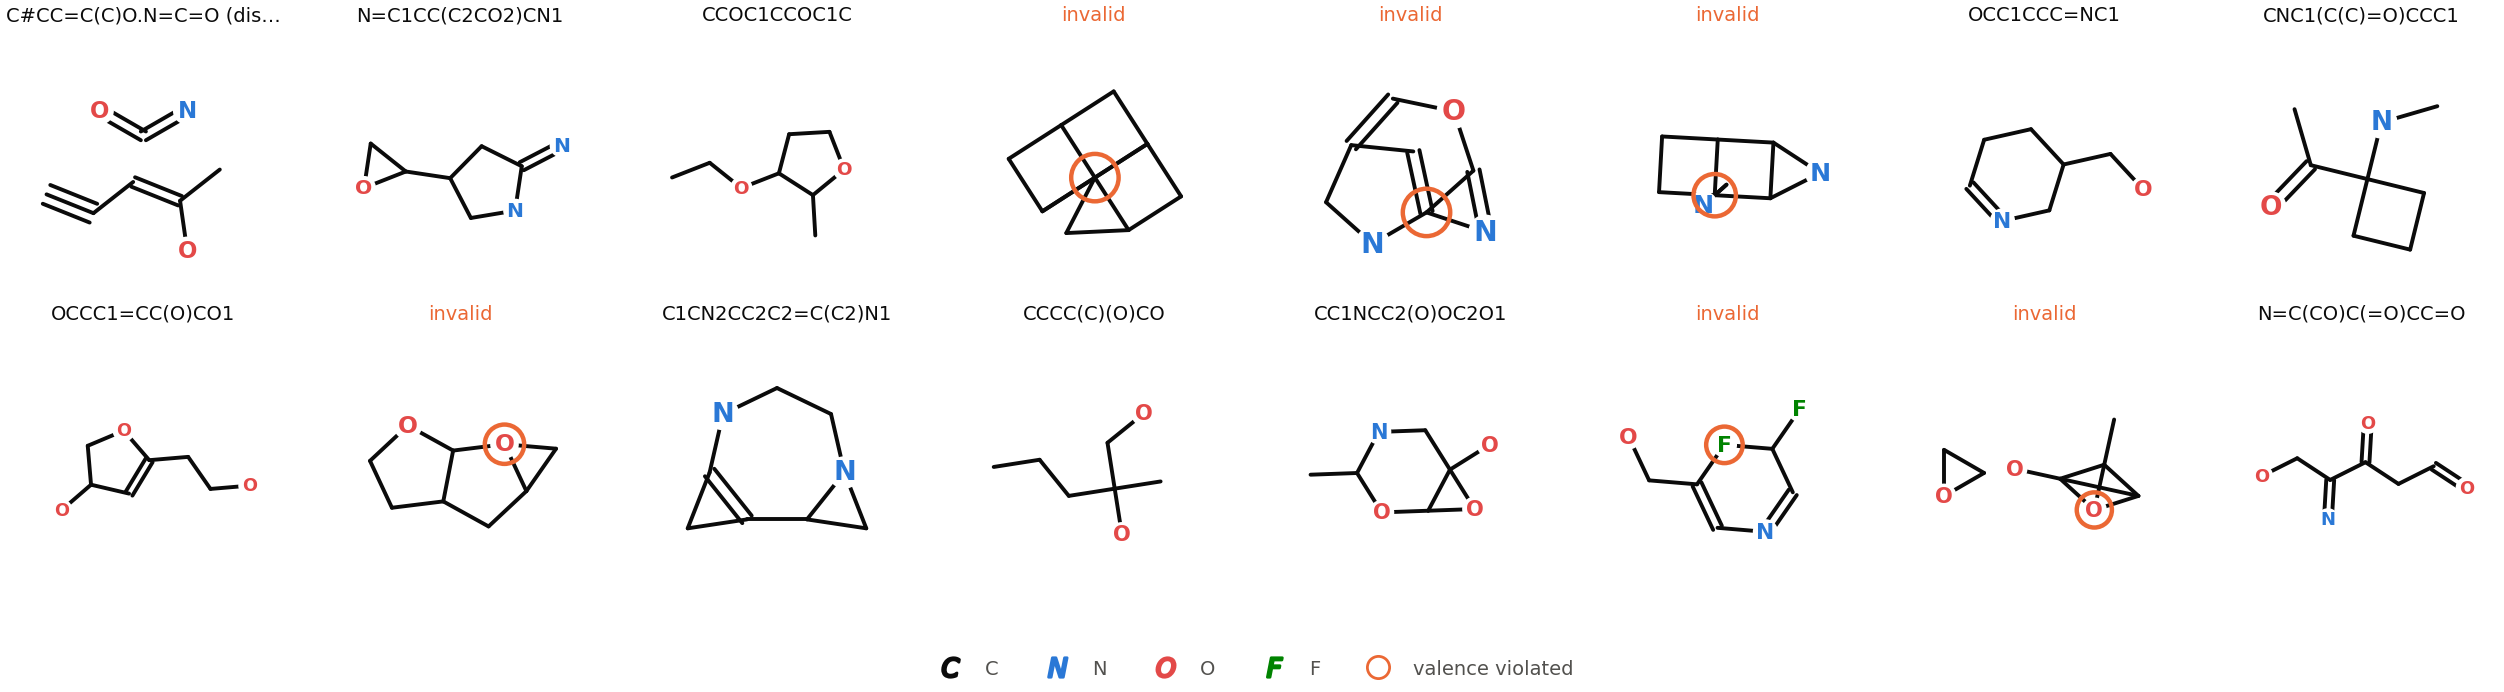 C#CC=C(C)O.N=C=O (dis...
N=C1CC(C2CO2)CN1
CCOC1CCOC1C
invalid
invalid
invalid
OCC1CCC=NC1
CNC1(C(C)=O)CCC1
O N
O
N
O
N
O
O
O
N
N
N
N
N
O
N
O
OCCC1=CC(O)CO1
invalid
C1CN2CC2C2=C(C2)N1
CCCC(C)(O)CO
CC1NCC2(O)OC2O1
invalid
invalid
N=C(CO)C(=O)CC=O
O
O
O
O
O
N
N
O
O
N
O
O
O
O
F
F
N
O
O
O
O
O
N
O
C C N N O O F F valence violated